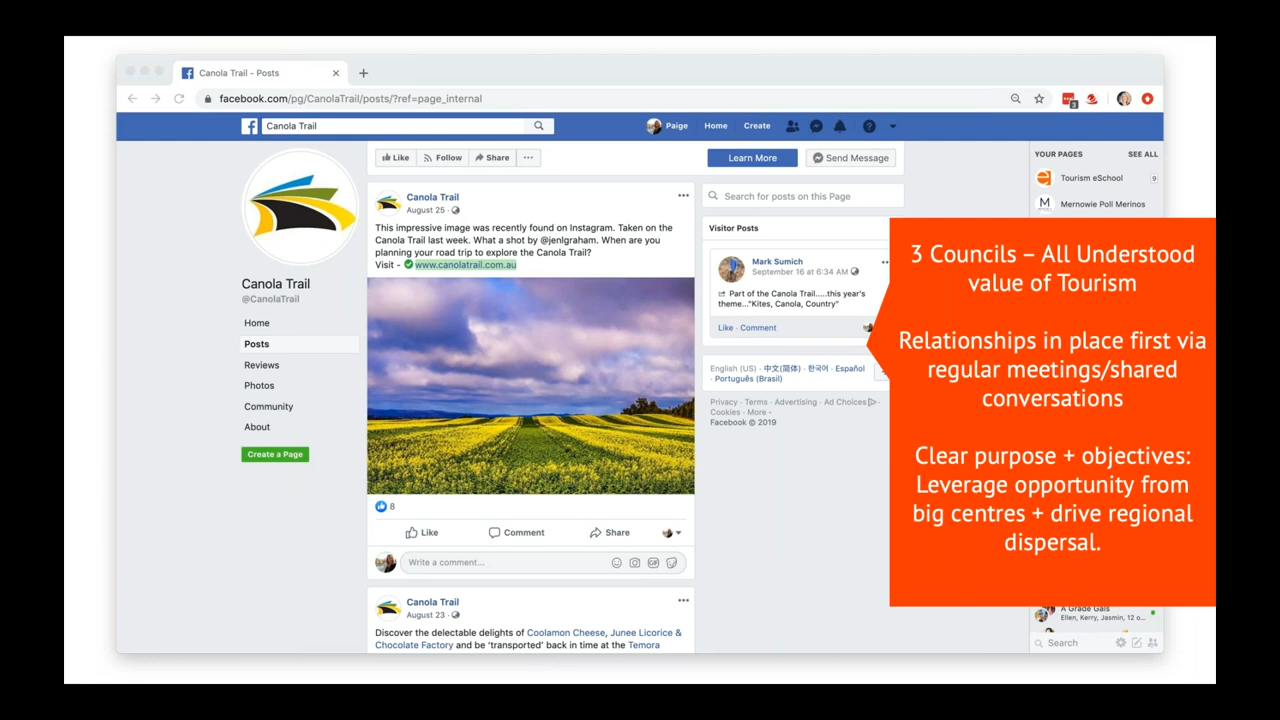 Canola Trail - Posts
facebook.com/pg/CanolaTrail/posts/?ref=page_internal
Canola Trail
Paige
Home
Create
Like
Follow
Share
Learn More
Send Message
YOUR PAGES
SEE ALL
Tourism eSchool
9
Mernowie Poll Merinos
Canola Trail
@CanolaTrail
Home
Posts
Reviews
Photos
Community
About
Create a Page
Canola Trail
August 25
This impressive image was recently found on Instagram. Taken on the
Canola Trail last week. What a shot by @jenlgraham. When are you
planning your road trip to explore the Canola Trail?
Visit - www.canolatrail.com.au
8
Like
Comment
Share
Write a comment...
GIF
Canola Trail
August 23
Discover the delectable delights of Coolamon Cheese, Junee Licorice &
Chocolate Factory and be 'transported' back in time at the Temora
Search for posts on this Page
Visitor Posts
Mark Sumich
September 16 at 6:34 AM
Part of the Canola Trail.....this year's
theme..."Kites, Canola, Country"
Like · Comment
English (US) · 中文(简体) · 한국어 · Español
· Português (Brasil)
Privacy · Terms · Advertising · Ad Choices ·
Cookies · More
Facebook © 2019
3 Councils – All Understood
value of Tourism
Relationships in place first via
regular meetings/shared
conversations
Clear purpose + objectives:
Leverage opportunity from
big centres + drive regional
dispersal.
A Grade Gals
Ellen, Kerry, Jasmin, 12 o...
Search